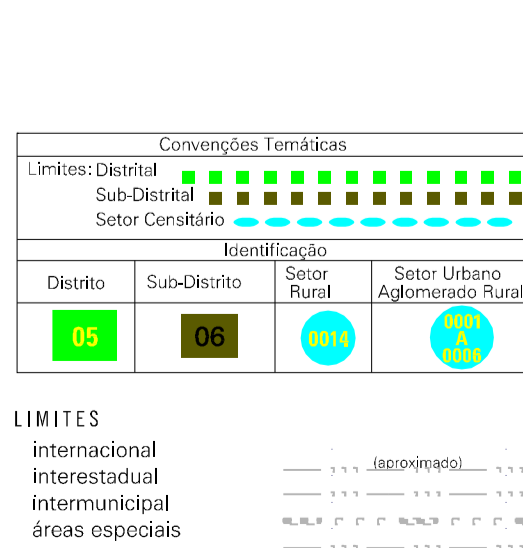 Convenções Temáticas
Limites: Distrital
Sub-Distrital
Setor Censitário
Identificação
Distrito
Sub-Distrito
Setor
Rural
Setor Urbano
Aglomerado Rural
05
06
0014
0001
A
0006
LIMITES
internacional
(aproximado)
interestadual
intermunicipal
áreas especiais